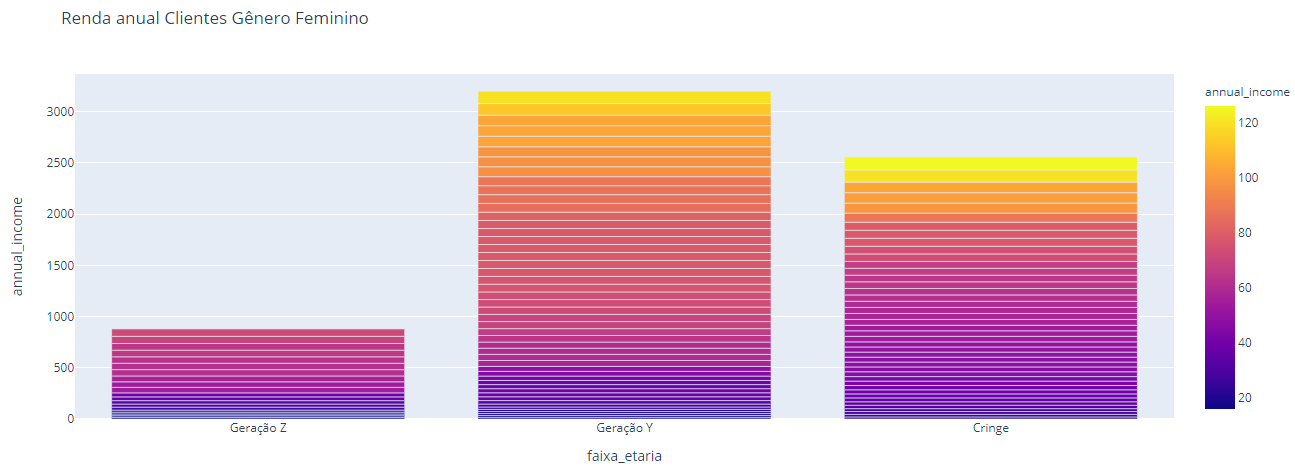 Renda anual Clientes Gênero Feminino
annual_income
3000
2500
2000
1500
1000
500
0
Geração Z
Geração Y
Cringe
faixa_etaria
annual_income
120
100
80
60
40
20